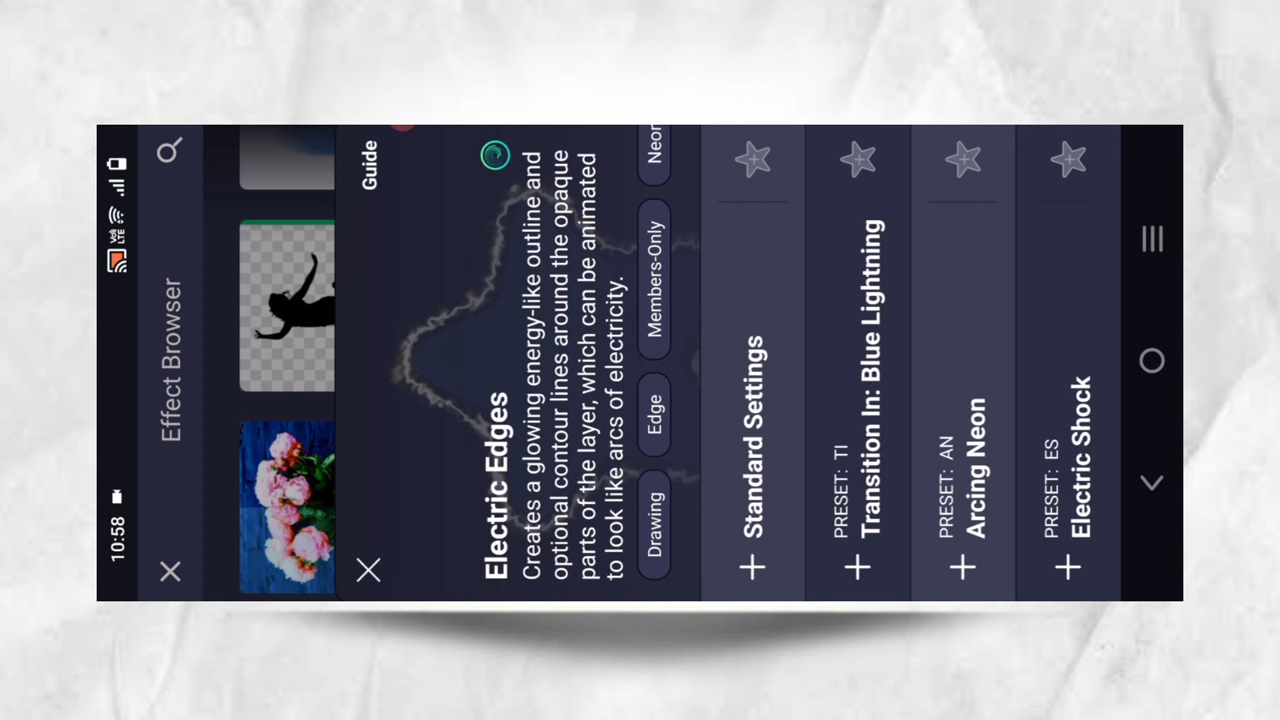 10:58
Vo)) LTE
Effect Browser
Guide
Electric Edges
Creates a glowing energy-like outline and
optional contour lines around the opaque
parts of the layer, which can be animated
to look like arcs of electricity.
Drawing Edge Members-Only Neon
Standard Settings
PRESET: TI
Transition In: Blue Lightning
PRESET: AN
Arcing Neon
PRESET: ES
Electric Shock